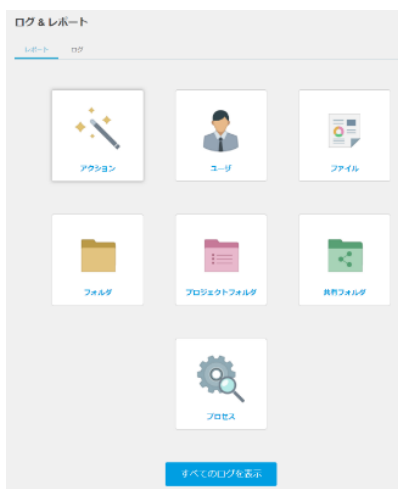 ログ & レポート
レポート ログ
アクション ユーザ ファイル
フォルダ プロジェクトフォルダ 共有フォルダ
プロセス
すべてのログを表示